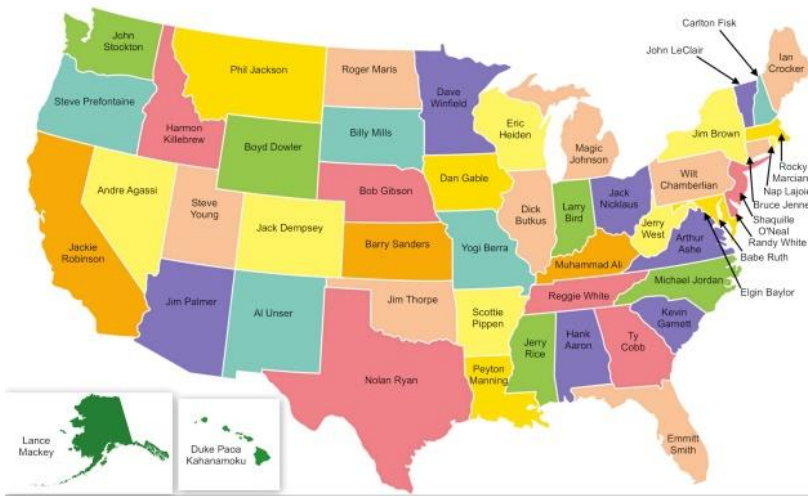 Carlton Fisk
John LeClair
Ian
Crocker
John
Stockton
Phil Jackson
Roger Maris
Dave
Winfield
Steve Prefontaine
Harmon
Killebrew
Boyd Dowler
Billy Mills
Eric
Heiden
Magic
Johnson
Jim Brown
Rocky
Marcian
Nap Lajoie
Bruce Jenne
Shaquille
O'Neal
Randy White
Babe Ruth
Elgin Baylor
Andre Agassi
Steve
Young
Bob Gibson
Dan Gable
Dick
Butkus
Larry
Bird
Jack
Nicklaus
Wilt
Chamberlian
Jerry
West
Arthur
Ashe
Jackie
Robinson
Jack Dempsey
Barry Sanders
Yogi Berra
Muhammad Ali
Michael Jordan
Reggie White
Jim Palmer
Al Unser
Jim Thorpe
Scottie
Pippen
Kevin
Garnett
Jerry
Rice
Hank
Aaron
Ty
Cobb
Nolan Ryan
Peyton
Manning
Emmitt
Smith
Lance
Mackey
Duke Paoa
Kahanamoku